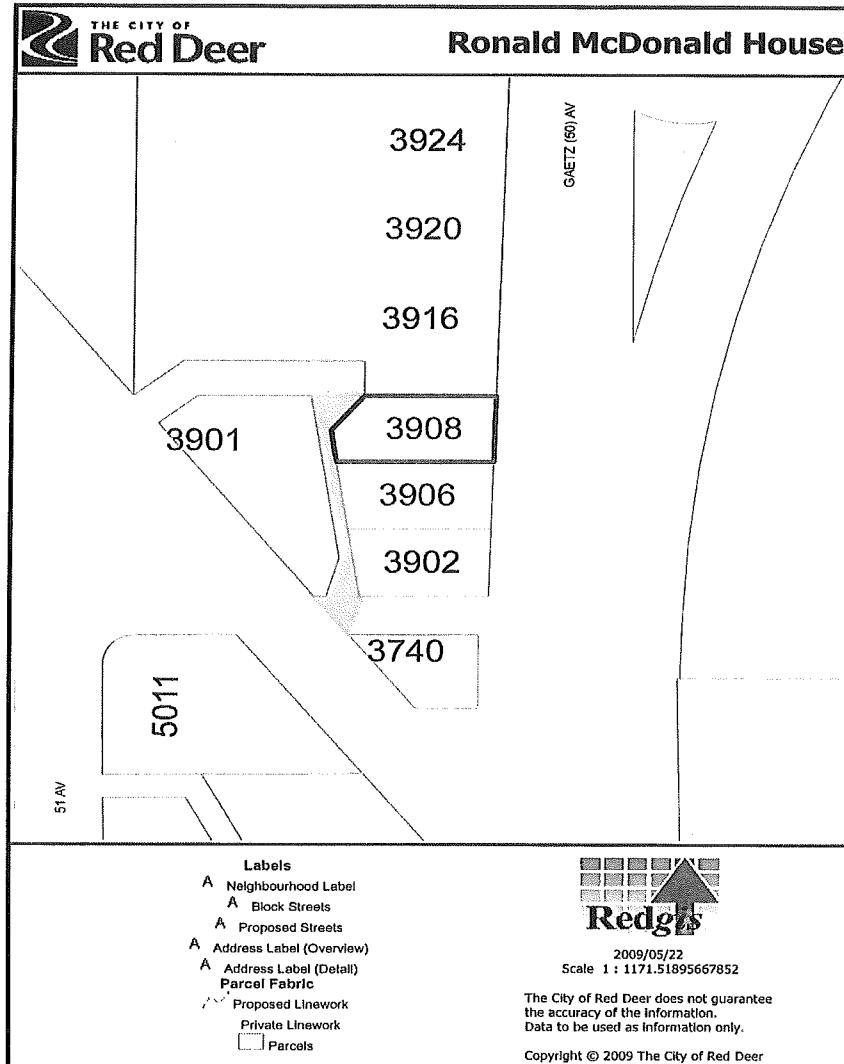 THE CITY OF
Red Deer
Ronald McDonald House
3924
GAETZ (50) AV
3920
3916
3908
3901
3906
3902
3740
5011
51 AV
Labels
A Neighbourhood Label
A Block Streets
A Proposed Streets
A Address Label (Overview)
A Address Label (Detail)
Parcel Fabric
Proposed Linework
Private Linework
Parcels
Redgis
2009/05/22
Scale 1 : 1171.51895667852
The City of Red Deer does not guarantee
the accuracy of the information.
Data to be used as information only.
Copyright © 2009 The City of Red Deer